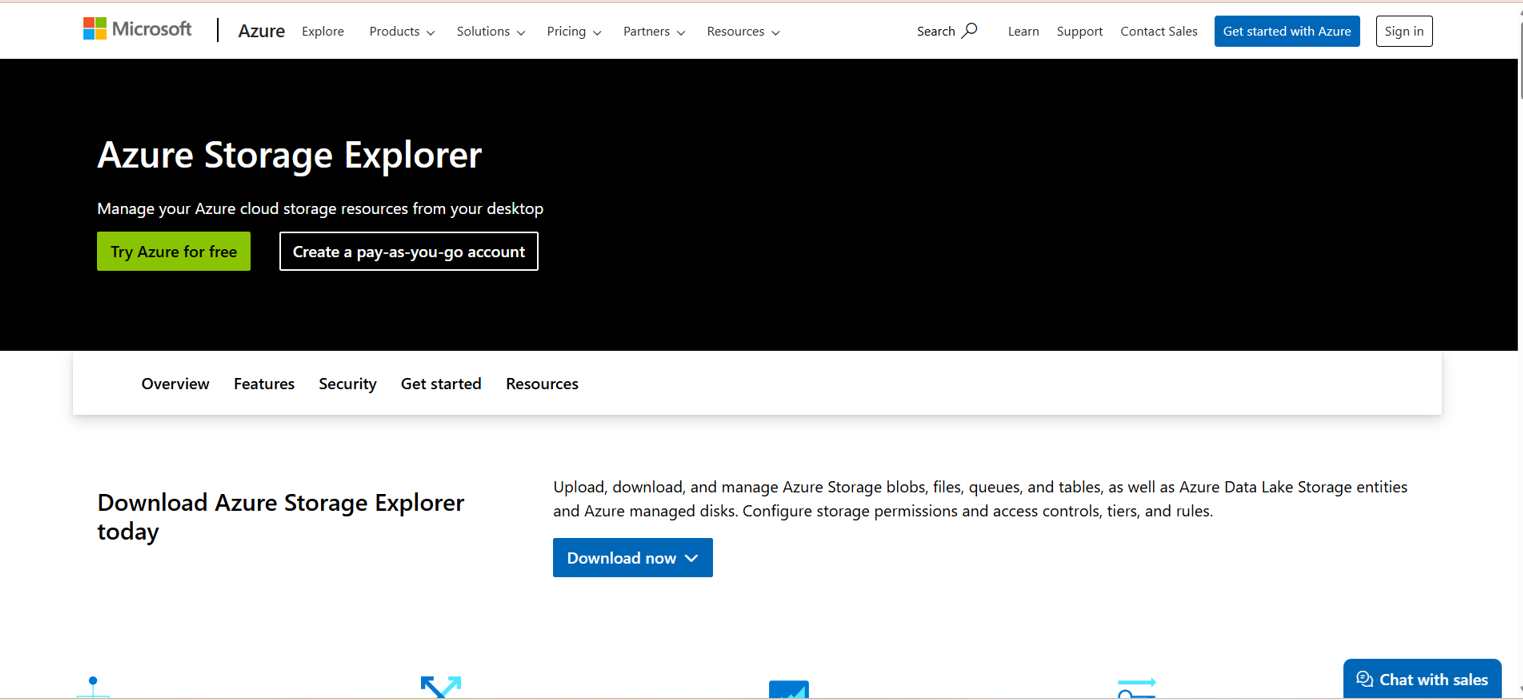 Microsoft Azure Explore Products Solutions Pricing Partners Resources Search Learn Support Contact Sales Get started with Azure Sign in
Azure Storage Explorer
Manage your Azure cloud storage resources from your desktop
Try Azure for free Create a pay-as-you-go account
Overview Features Security Get started Resources
Download Azure Storage Explorer
today
Upload, download, and manage Azure Storage blobs, files, queues, and tables, as well as Azure Data Lake Storage entities
and Azure managed disks. Configure storage permissions and access controls, tiers, and rules.
Download now
Chat with sales